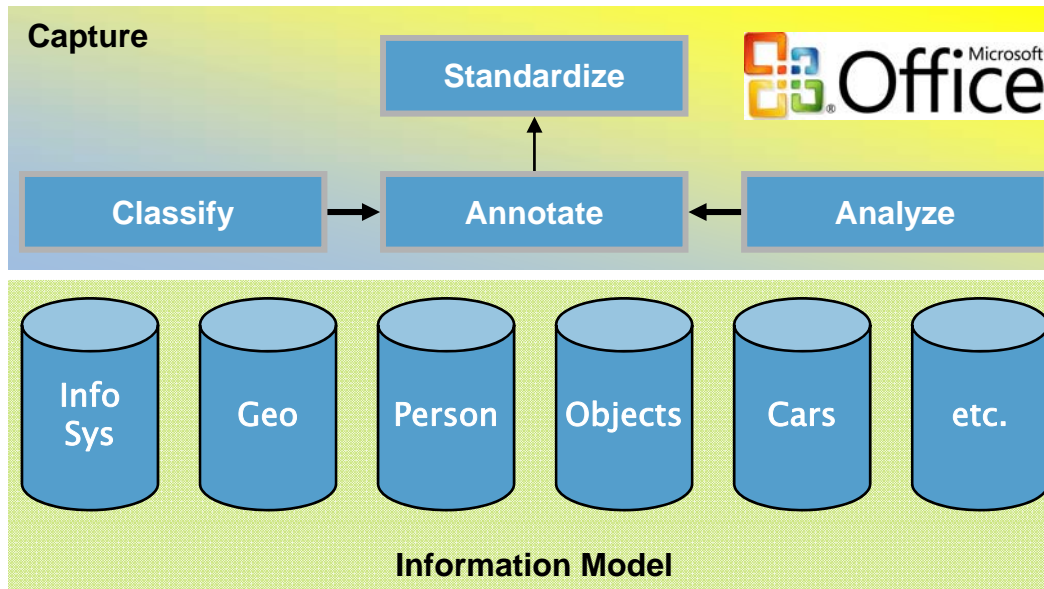 Capture
Standardize
Microsoft
®
Office
Classify
Annotate
Analyze
Info
Sys
Geo
Person
Objects
Cars
etc.
Information Model